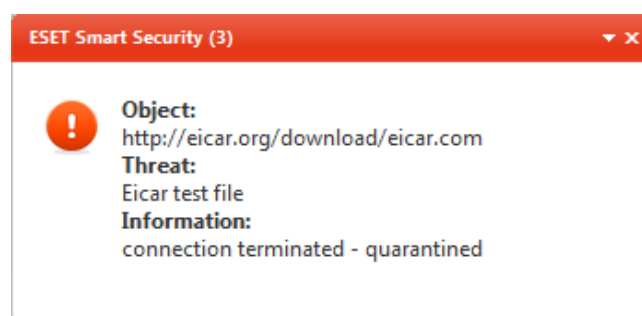 ESET Smart Security (3)
Object:
http://eicar.org/download/eicar.com
Threat:
Eicar test file
Information:
connection terminated - quarantined